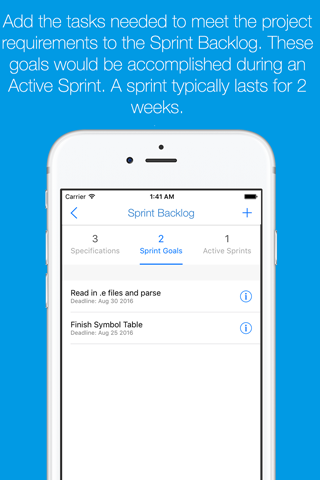 Add the tasks needed to meet the project
requirements to the Sprint Backlog. These
goals would be accomplished during an
Active Sprint. A sprint typically lasts for 2
weeks.
Carrier 1:41 AM
Sprint Backlog +
3 2 1
Specifications Sprint Goals Active Sprints
Read in .e files and parse
Deadline: Aug 30 2016
Finish Symbol Table
Deadline: Aug 25 2016